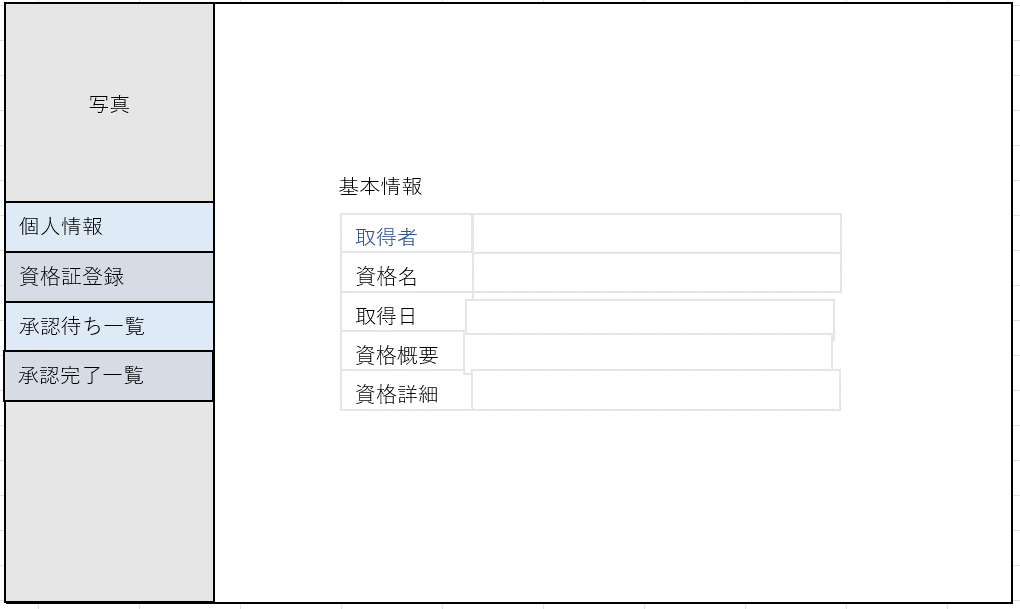 写真
個人情報
資格証登録
承認待ち一覧
承認完了一覧
基本情報
取得者
資格名
取得日
資格概要
資格詳細